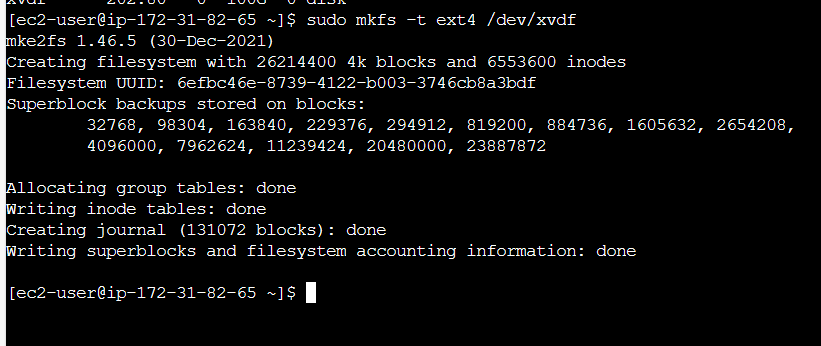 [ec2-user@ip-172-31-82-65 ~]$ sudo mkfs -t ext4 /dev/xvdf
mke2fs 1.46.5 (30-Dec-2021)
Creating filesystem with 26214400 4k blocks and 6553600 inodes
Filesystem UUID: 6efbc46e-8739-4122-b003-3746cb8a3bdf
Superblock backups stored on blocks:
        32768, 98304, 163840, 229376, 294912, 819200, 884736, 1605632, 2654208,
        4096000, 7962624, 11239424, 20480000, 23887872
Allocating group tables: done
Writing inode tables: done
Creating journal (131072 blocks): done
Writing superblocks and filesystem accounting information: done
[ec2-user@ip-172-31-82-65 ~]$